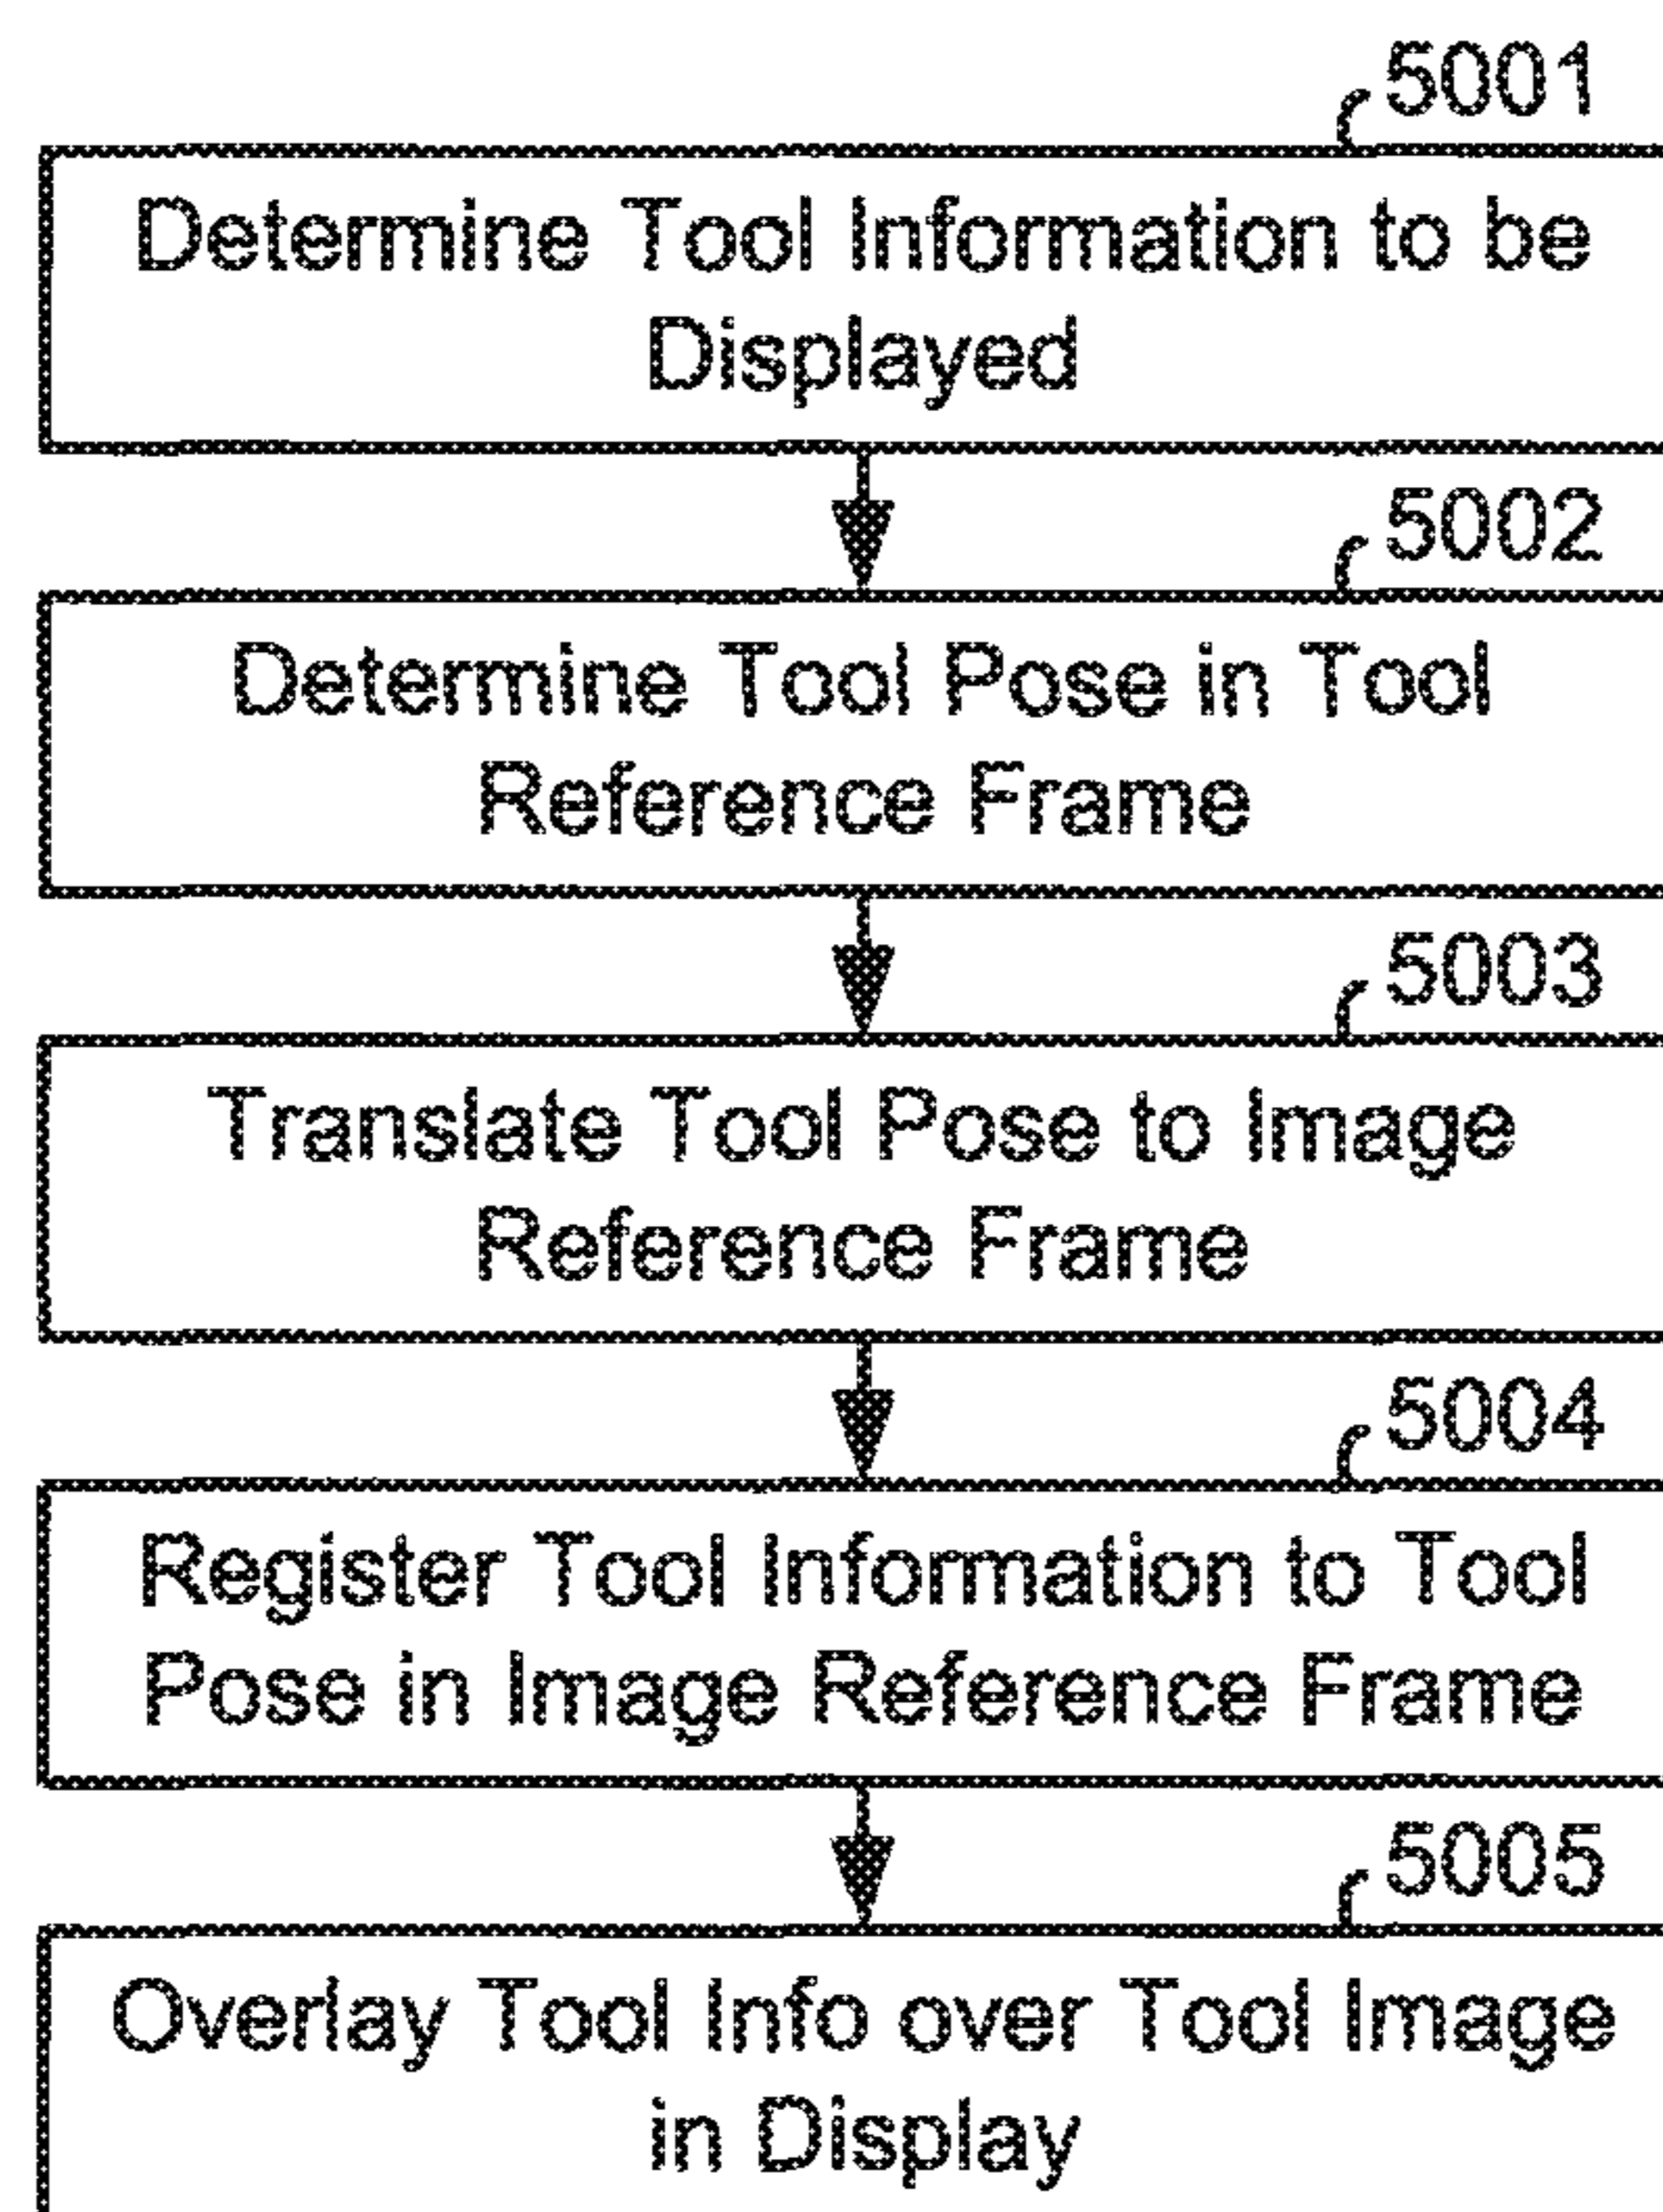 5001
Determine Tool Information to be
Displayed
5002
Determine Tool Pose in Tool
Reference Frame
5003
Translate Tool Pose to Image
Reference Frame
5004
Register Tool Information to Tool
Pose in Image Reference Frame
5005
Overlay Tool Info over Tool Image
in Display